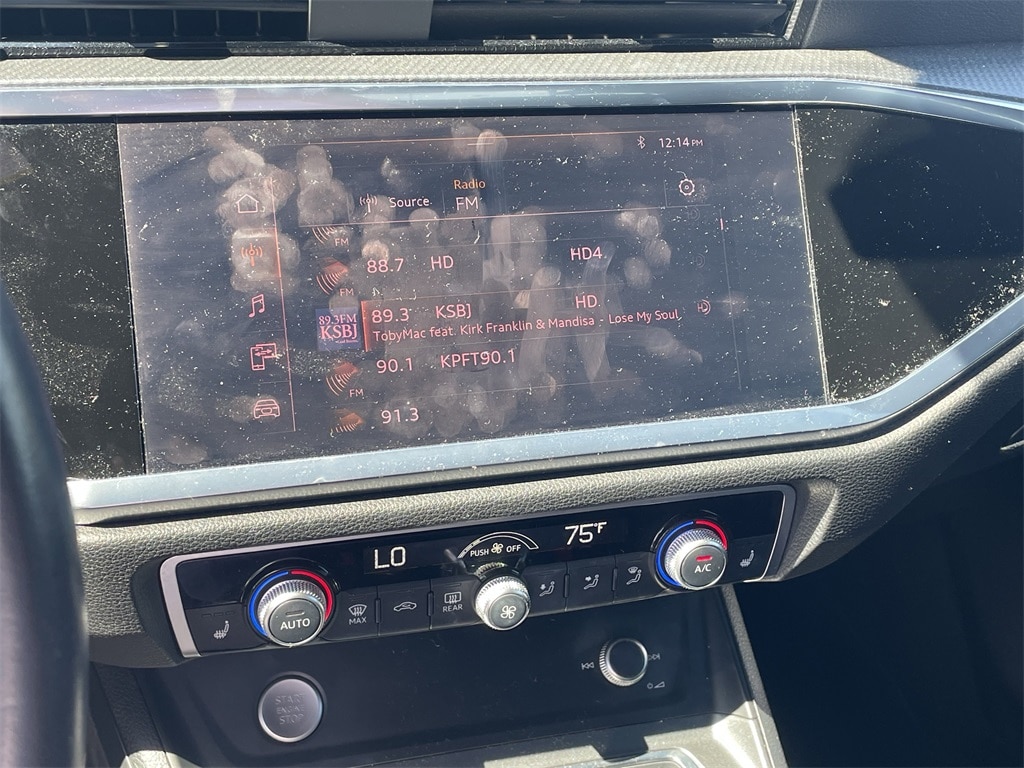 12:14 PM
Radio
Source FM
FM
88.7 HD HD4
FM
89.3FM
KSBJ
89.3 KSBJ HD
TobyMac feat. Kirk Franklin & Mandisa - Lose My Soul
90.1 KPFT90.1
FM
91.3
LO
PUSH OFF
75°F
AUTO
MAX
REAR
A/C
START
ENGINE
STOP